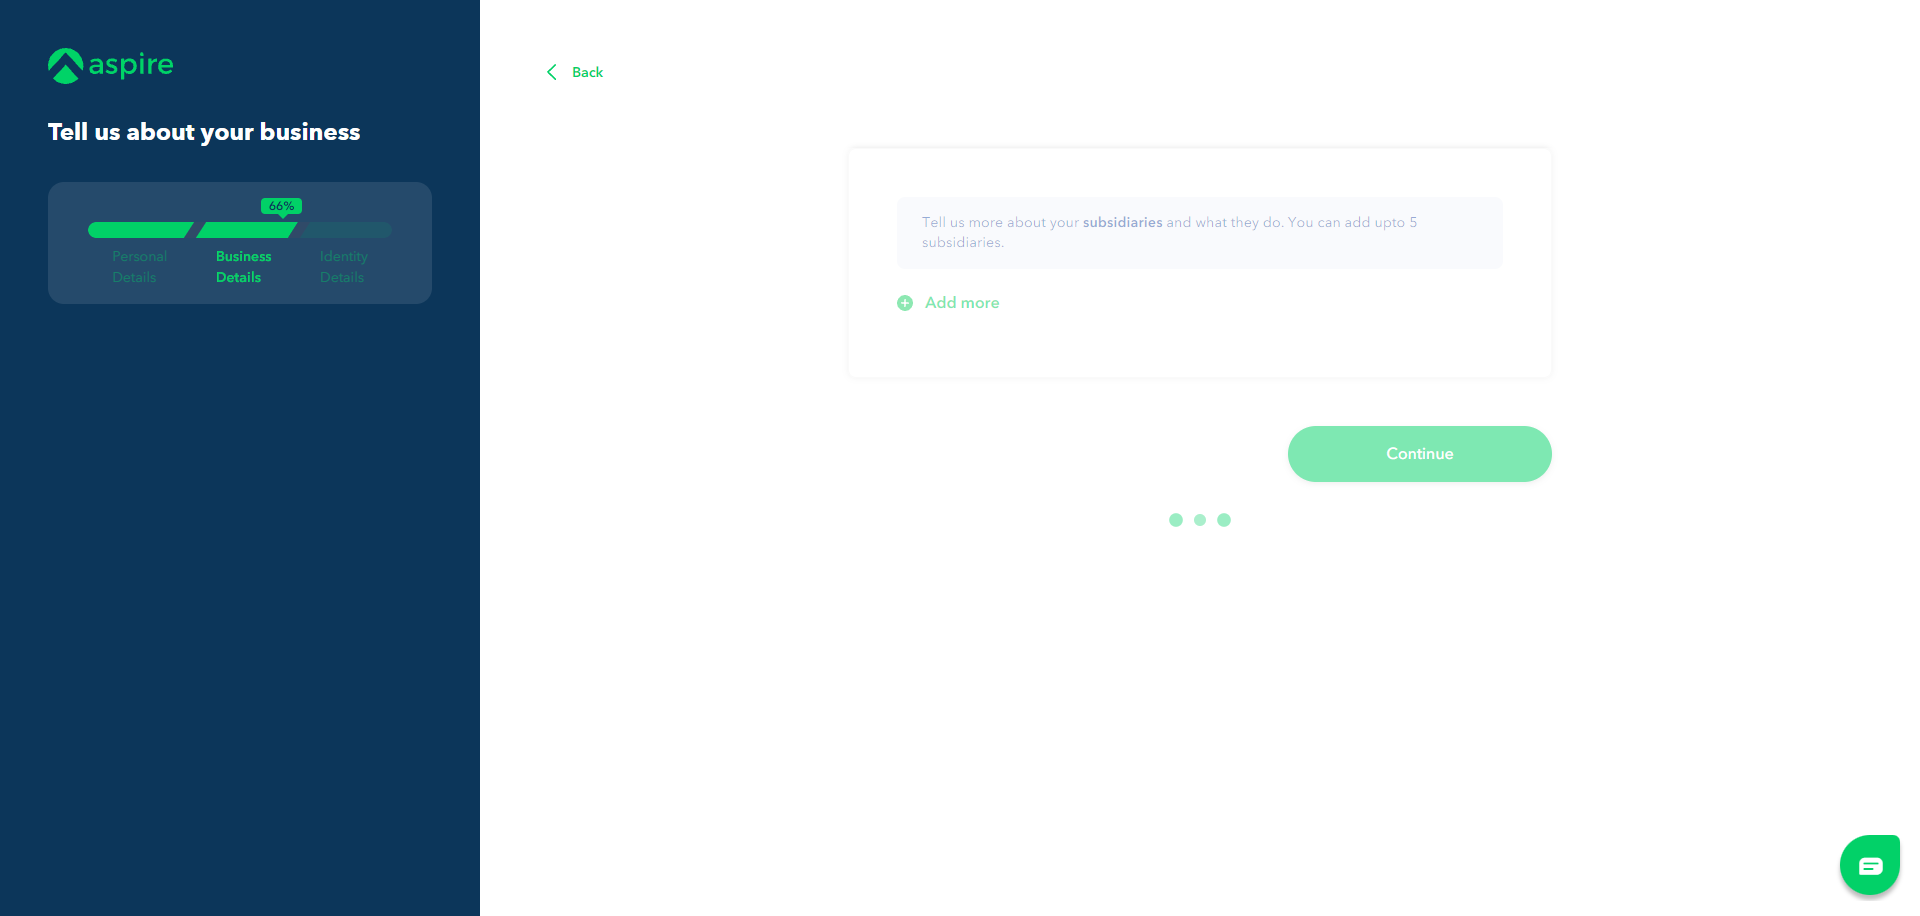 aspire
Tell us about your business
66%
Personal
Details
Business
Details
Identity
Details
Back
Tell us more about your subsidiaries and what they do. You can add upto 5
subsidiaries.
Add more
Continue